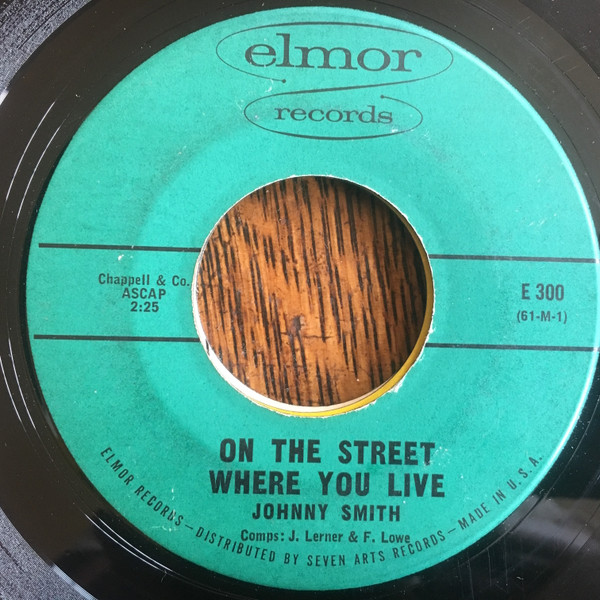 elmor
records
Chappell & Co.
ASCAP
2:25
E 300
(61-M-1)
ON THE STREET
WHERE YOU LIVE
JOHNNY SMITH
Comps: J. Lerner & F. Lowe
ELMOR RECORDS—DISTRIBUTED BY SEVEN ARTS RECORDS—MADE IN U.S.A.